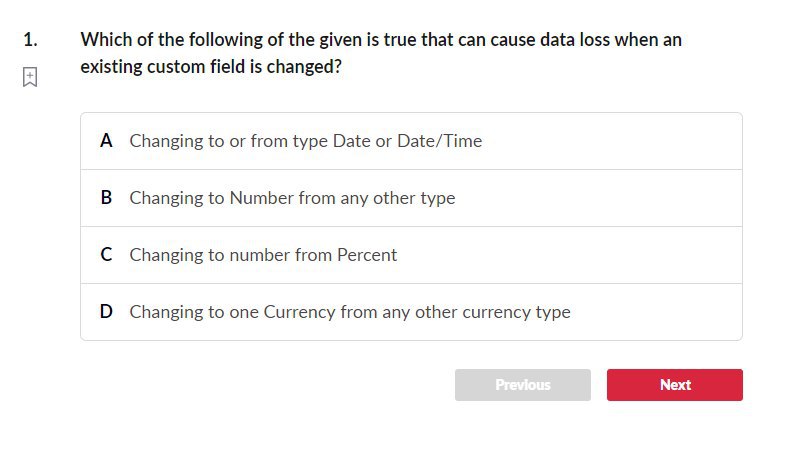 1.
Which of the following of the given is true that can cause data loss when an
existing custom field is changed?
A Changing to or from type Date or Date/Time
B Changing to Number from any other type
C Changing to number from Percent
D Changing to one Currency from any other currency type
Previous
Next